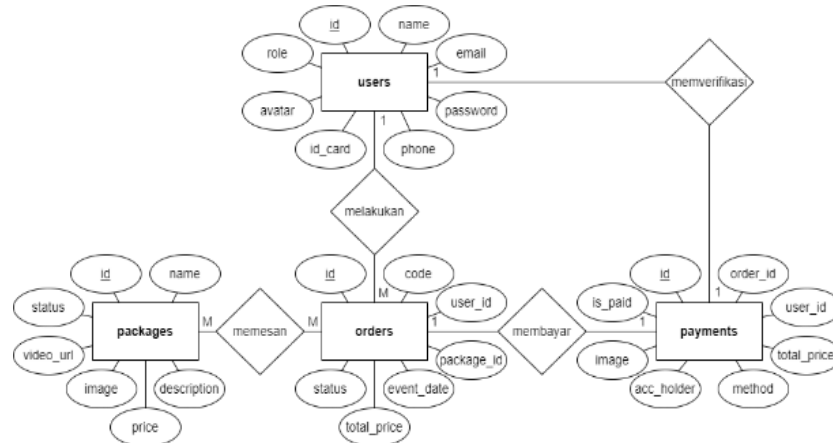 id
name
role
email
users
1
memverifikasi
avatar
password
1
id_card
phone
melakukan
id
name
id
code
id
order_id
status
M
user_id
is_paid
1
user_id
packages
M
memesan
M
orders
1
membayar
1
payments
video_url
package_id
image
total_price
image
description
status
event_date
acc_holder
method
price
total_price